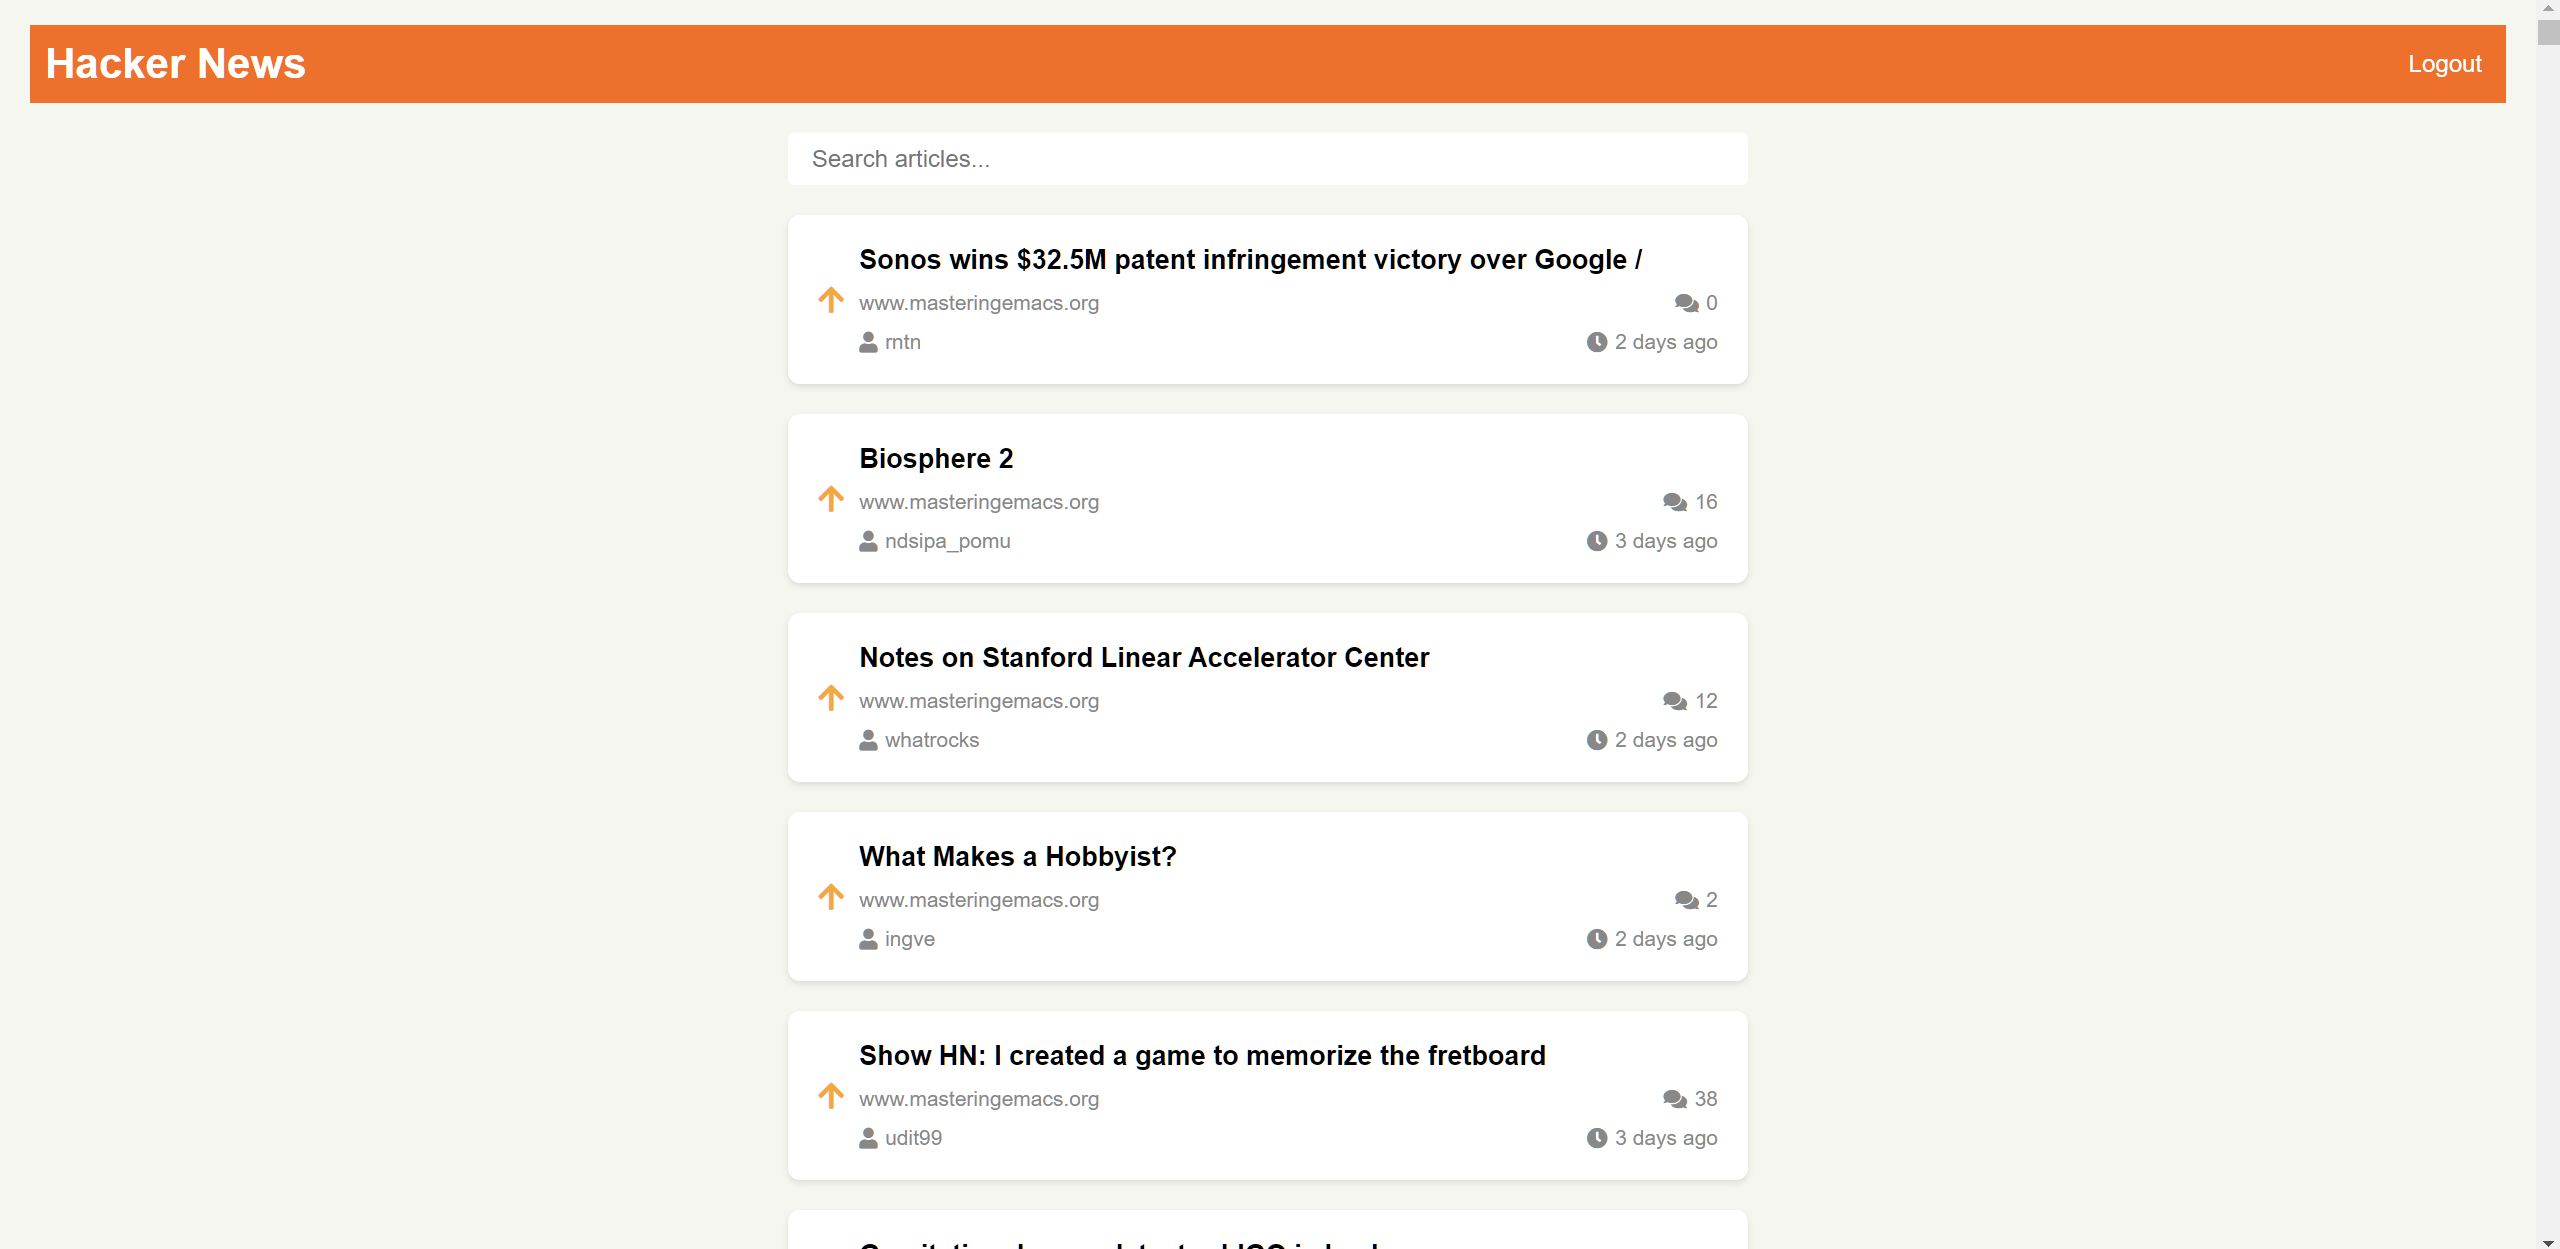 Hacker News
Logout
Search articles...
Sonos wins $32.5M patent infringement victory over Google /
www.masteringemacs.org
0
rntn
2 days ago
Biosphere 2
www.masteringemacs.org
16
ndsipa_pomu
3 days ago
Notes on Stanford Linear Accelerator Center
www.masteringemacs.org
12
whatrocks
2 days ago
What Makes a Hobbyist?
www.masteringemacs.org
2
ingve
2 days ago
Show HN: I created a game to memorize the fretboard
www.masteringemacs.org
38
udit99
3 days ago